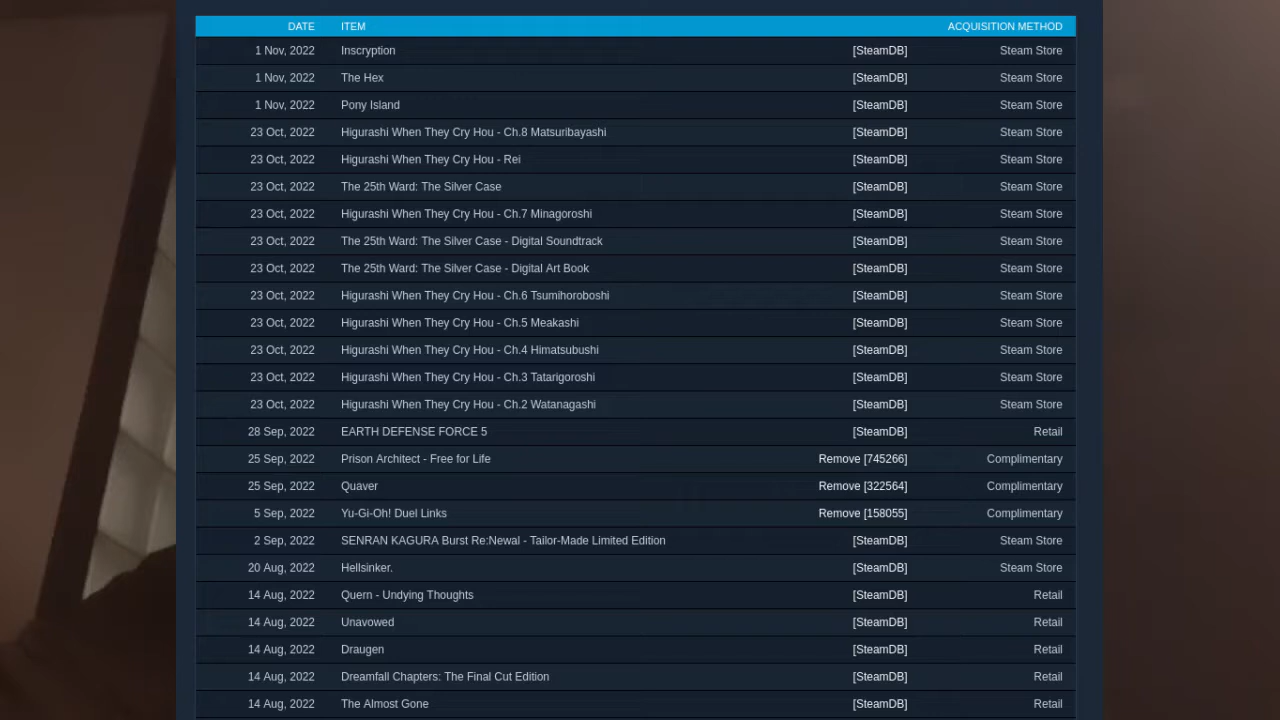 DATE ITEM ACQUISITION METHOD
1 Nov, 2022 Inscryption [SteamDB] Steam Store
1 Nov, 2022 The Hex [SteamDB] Steam Store
1 Nov, 2022 Pony Island [SteamDB] Steam Store
23 Oct, 2022 Higurashi When They Cry Hou - Ch.8 Matsuribayashi [SteamDB] Steam Store
23 Oct, 2022 Higurashi When They Cry Hou - Rei [SteamDB] Steam Store
23 Oct, 2022 The 25th Ward: The Silver Case [SteamDB] Steam Store
23 Oct, 2022 Higurashi When They Cry Hou - Ch.7 Minagoroshi [SteamDB] Steam Store
23 Oct, 2022 The 25th Ward: The Silver Case - Digital Soundtrack [SteamDB] Steam Store
23 Oct, 2022 The 25th Ward: The Silver Case - Digital Art Book [SteamDB] Steam Store
23 Oct, 2022 Higurashi When They Cry Hou - Ch.6 Tsumihoroboshi [SteamDB] Steam Store
23 Oct, 2022 Higurashi When They Cry Hou - Ch.5 Meakashi [SteamDB] Steam Store
23 Oct, 2022 Higurashi When They Cry Hou - Ch.4 Himatsubushi [SteamDB] Steam Store
23 Oct, 2022 Higurashi When They Cry Hou - Ch.3 Tatarigoroshi [SteamDB] Steam Store
23 Oct, 2022 Higurashi When They Cry Hou - Ch.2 Watanagashi [SteamDB] Steam Store
28 Sep, 2022 EARTH DEFENSE FORCE 5 [SteamDB] Retail
25 Sep, 2022 Prison Architect - Free for Life Remove [745266] Complimentary
25 Sep, 2022 Quaver Remove [322564] Complimentary
5 Sep, 2022 Yu-Gi-Oh! Duel Links Remove [158055] Complimentary
2 Sep, 2022 SENRAN KAGURA Burst Re:Newal - Tailor-Made Limited Edition [SteamDB] Steam Store
20 Aug, 2022 Hellsinker. [SteamDB] Steam Store
14 Aug, 2022 Quern - Undying Thoughts [SteamDB] Retail
14 Aug, 2022 Unavowed [SteamDB] Retail
14 Aug, 2022 Draugen [SteamDB] Retail
14 Aug, 2022 Dreamfall Chapters: The Final Cut Edition [SteamDB] Retail
14 Aug, 2022 The Almost Gone [SteamDB] Retail